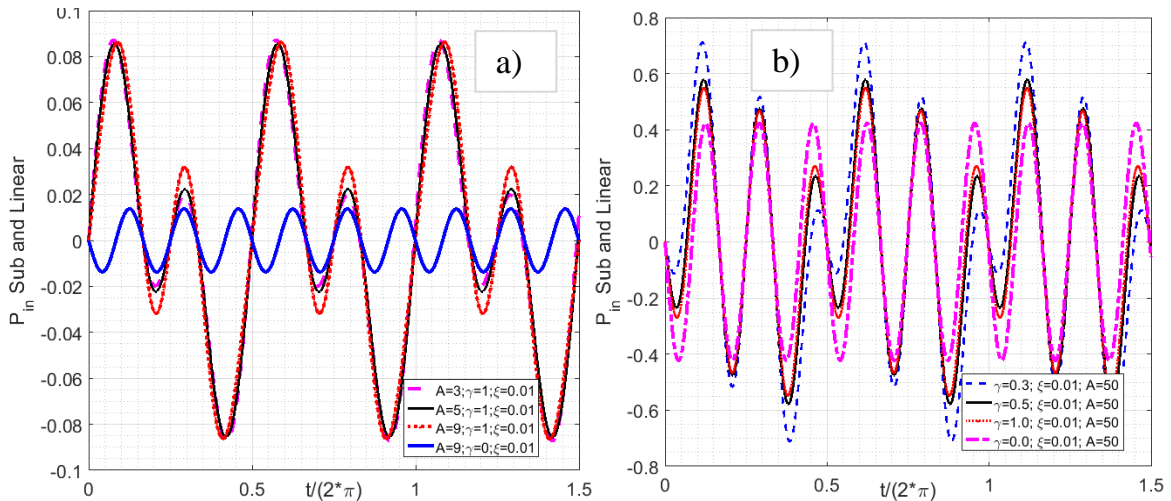 a)
P_in Sub and Linear
0.1
0.08
0.06
0.04
0.02
0
-0.02
-0.04
-0.06
-0.08
-0.1
0 0.5 1 1.5
t/(2*π)
A=3;γ=1;ξ=0.01
A=5;γ=1;ξ=0.01
A=9;γ=1;ξ=0.01
A=9;γ=0;ξ=0.01
b)
P_in Sub and Linear
0.8
0.6
0.4
0.2
0
-0.2
-0.4
-0.6
-0.8
0 0.5 1 1.5
t/(2*π)
γ=0.3; ξ=0.01; A=50
γ=0.5; ξ=0.01; A=50
γ=1.0; ξ=0.01; A=50
γ=0.0; ξ=0.01; A=50